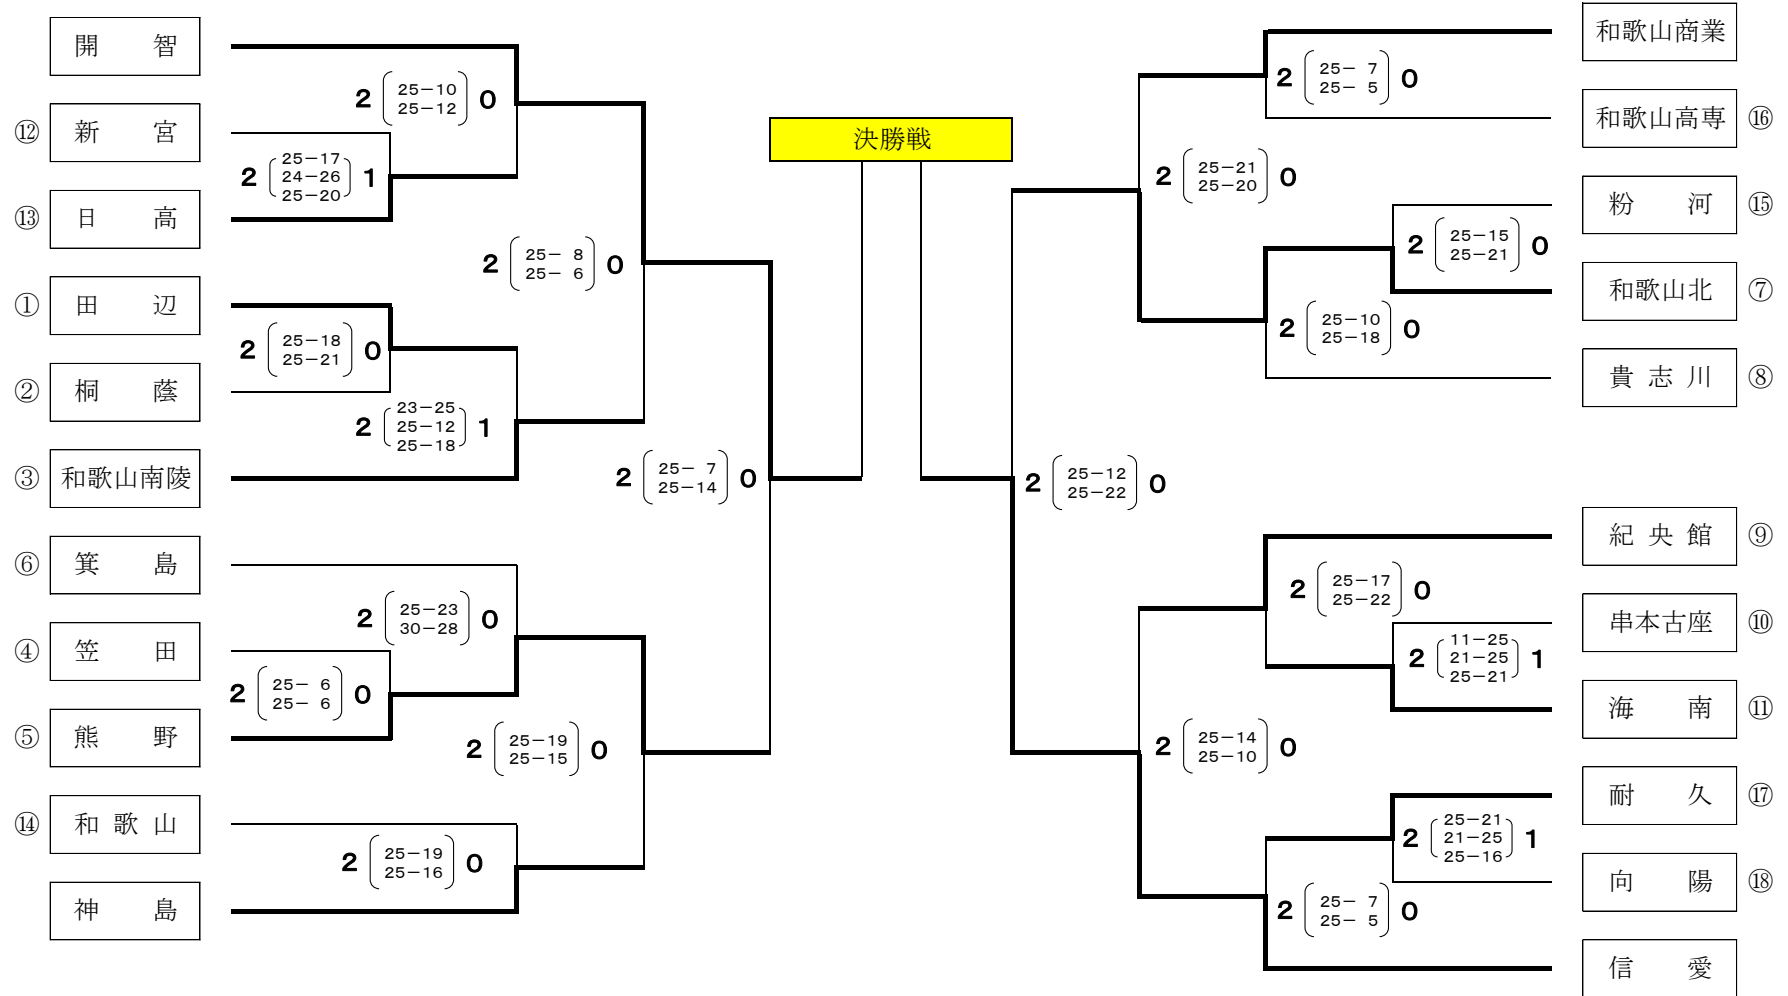 決勝戦
開　智
2 25－10 0
25－12
⑫ 新　宮
2 25－17 1
24－26
25－20
⑬ 日　高
2 25－ 8 0
25－ 6
① 田　辺
2 25－18 0
25－21
② 桐　蔭
2 23－25 1
25－12
25－18
③ 和歌山南陵
2 25－ 7 0
25－14
⑥ 箕　島
2 25－23 0
30－28
④ 笠　田
2 25－ 6 0
25－ 6
⑤ 熊　野
2 25－19 0
25－15
⑭ 和歌山
2 25－19 0
25－16
神　島
和歌山商業
2 25－ 7 0
25－ 5
和歌山高専 ⑯
2 25－21 0
25－20
粉　河 ⑮
2 25－15 0
25－21
和歌山北 ⑦
2 25－10 0
25－18
貴志川 ⑧
2 25－12 0
25－22
紀央館 ⑨
2 25－17 0
25－22
串本古座 ⑩
2 11－25 1
21－25
25－21
海　南 ⑪
2 25－14 0
25－10
耐　久 ⑰
2 25－21 1
21－25
25－16
向　陽 ⑱
2 25－ 7 0
25－ 5
信　愛